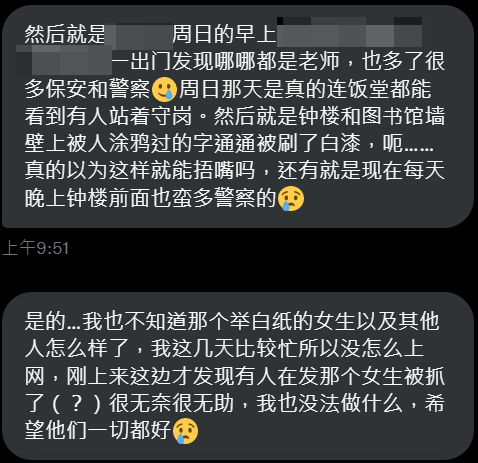 然后就是周日的早上
一出门发现哪哪都是老师，也多了很
多保安和警察🥲周日那天是真的连饭堂都能
看到有人站着守岗。然后就是钟楼和图书馆墙
壁上被人涂鸦过的字通通被刷了白漆，呃……
真的以为这样就能捂嘴吗，还有就是现在每天
晚上钟楼前面也蛮多警察的😢
上午9:51
是的...我也不知道那个举白纸的女生以及其他
人怎么样了，我这几天比较忙所以没怎么上
网，刚上来这边才发现有人在发那个女生被抓
了（？）很无奈很无助，我也没法做什么，希
望他们一切都好😢